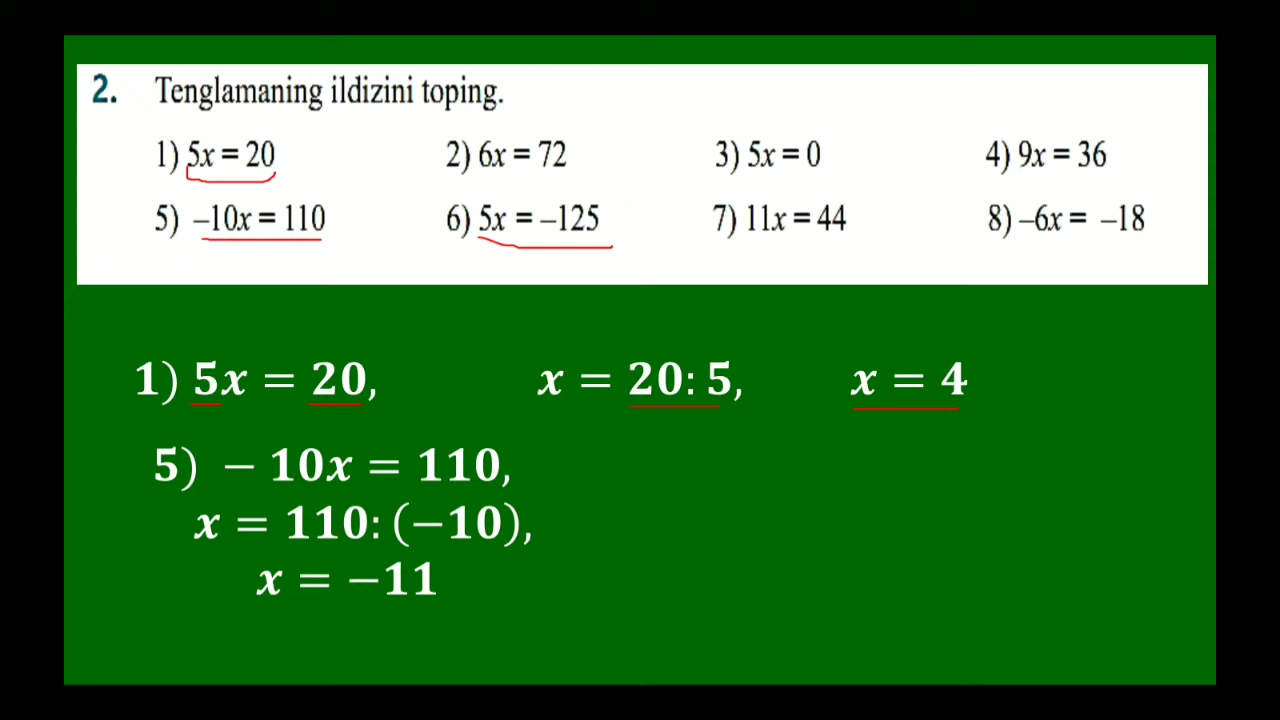 2. Tenglamaning ildizini toping.
1) 5x = 20 2) 6x = 72 3) 5x = 0 4) 9x = 36
5) –10x = 110 6) 5x = –125 7) 11x = 44 8) –6x = –18
1) 5x = 20, x = 20: 5, x = 4
5) − 10x = 110,
x = 110: (−10),
x = −11